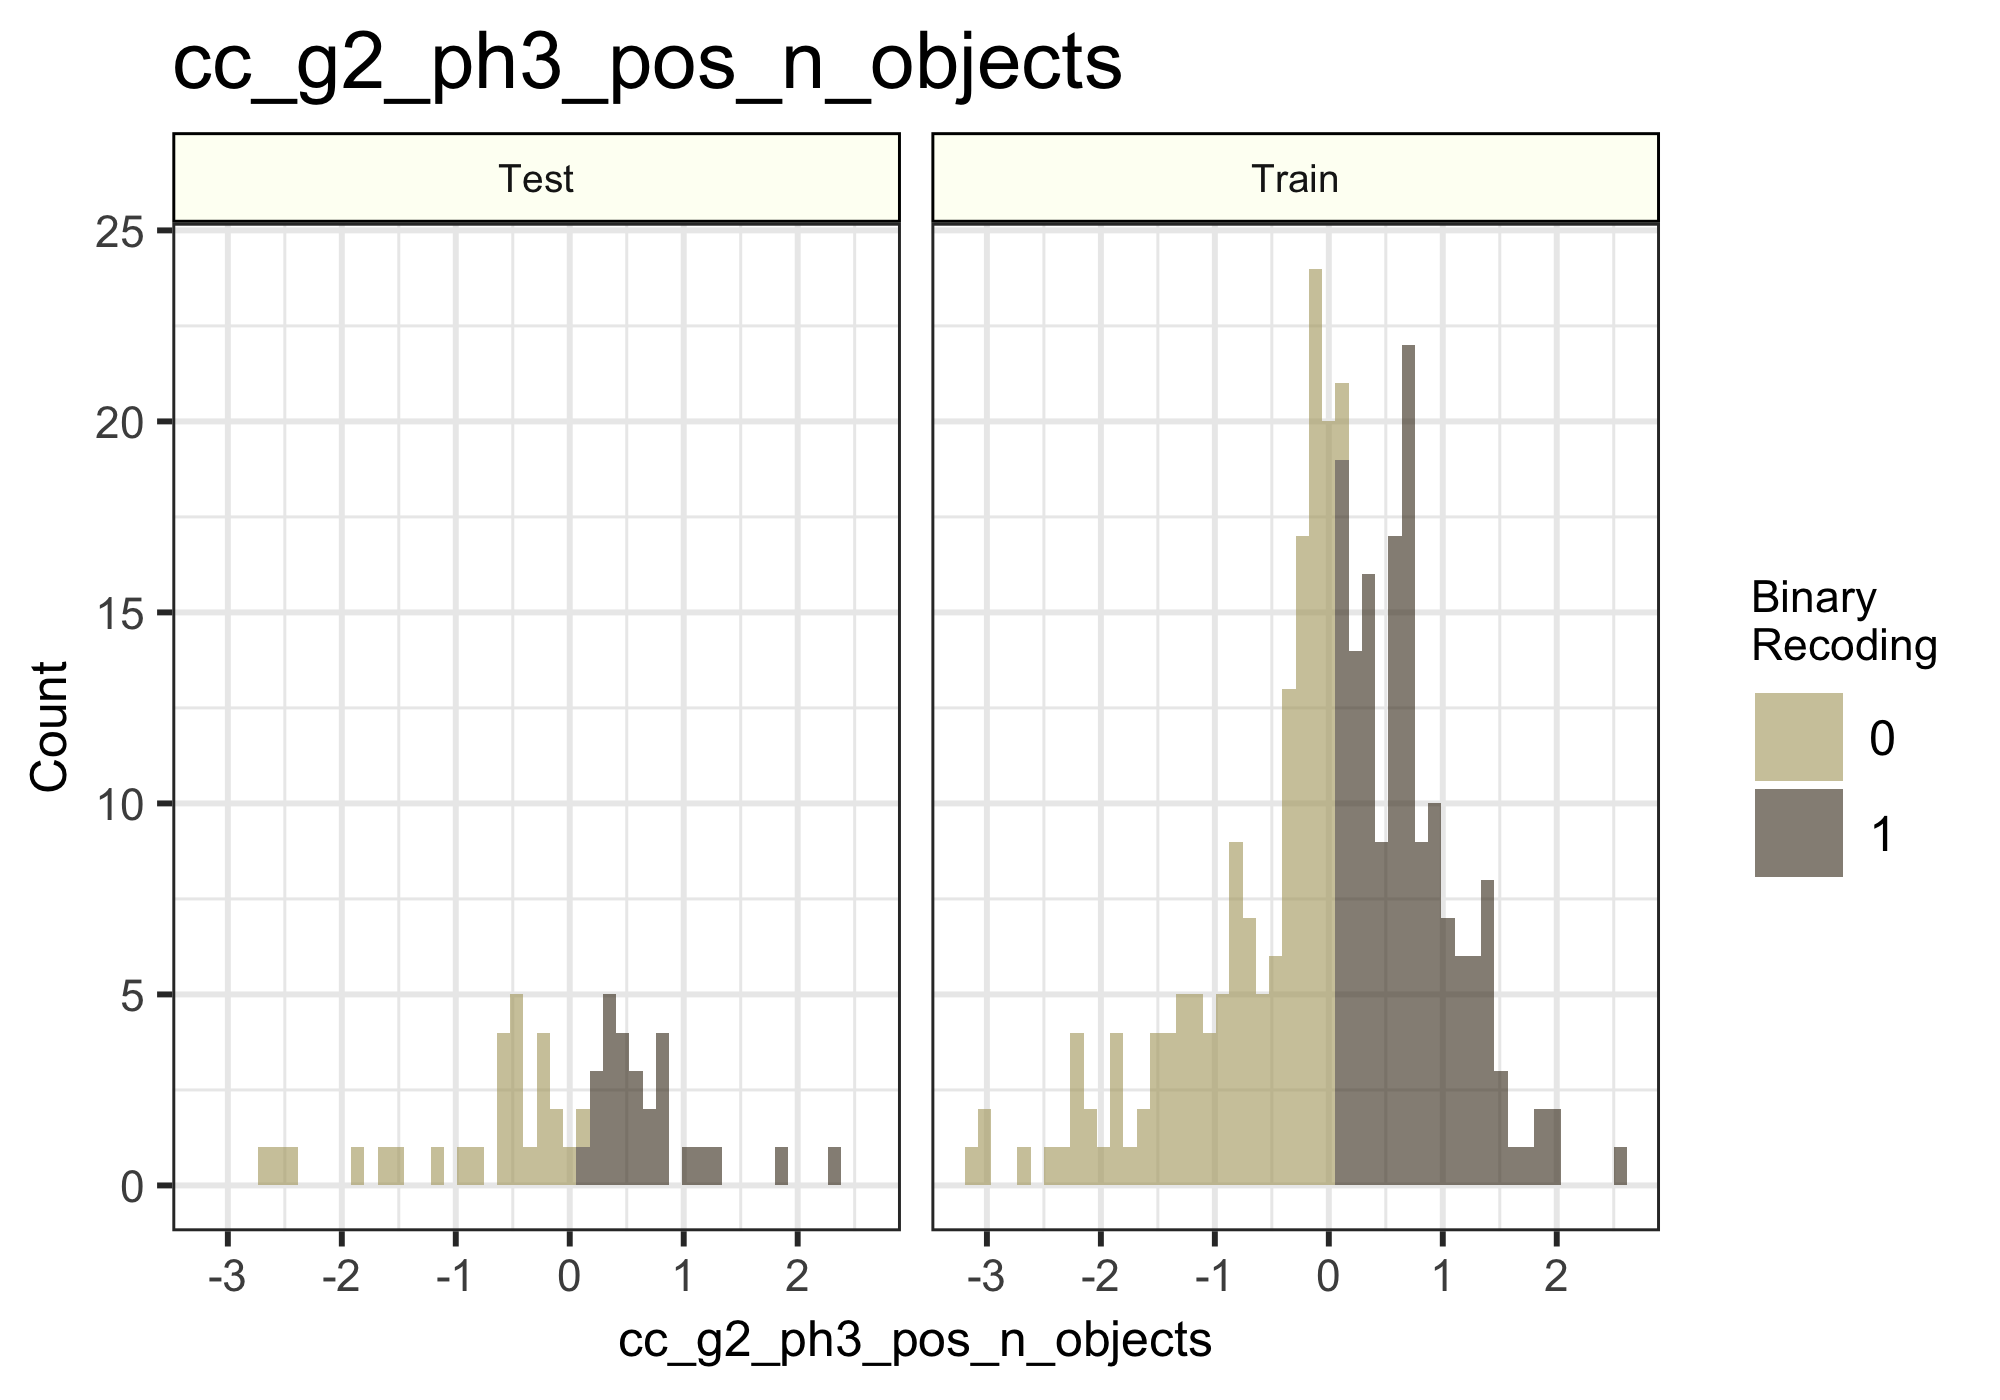 cc_g2_ph3_pos_n_objects
Test
Train
25
20
15
10
5
0
Count
-3 -2 -1 0 1 2
-3 -2 -1 0 1 2
cc_g2_ph3_pos_n_objects
Binary
Recoding
0
1